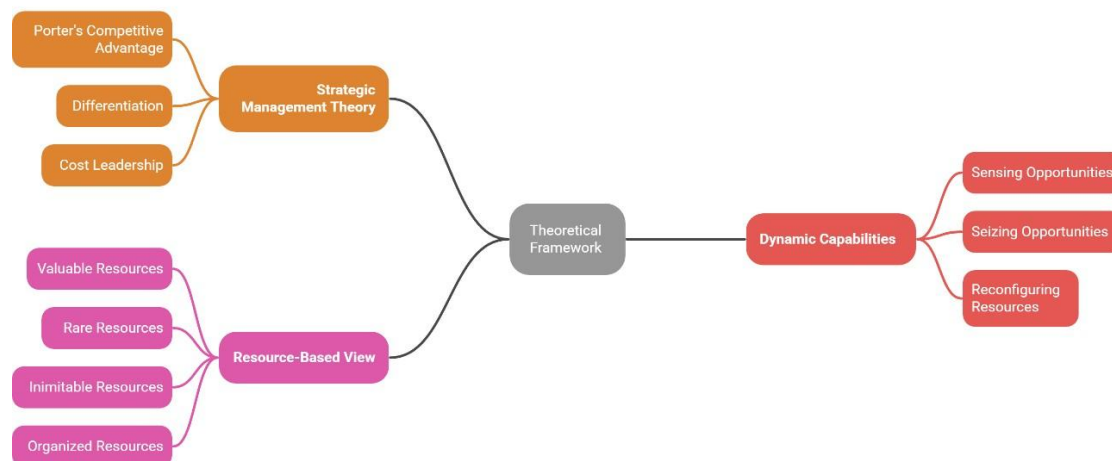 Porter's Competitive
Advantage
Differentiation
Cost Leadership
Strategic
Management Theory
Valuable Resources
Rare Resources
Inimitable Resources
Organized Resources
Resource-Based View
Theoretical
Framework
Dynamic Capabilities
Sensing Opportunities
Seizing Opportunities
Reconfiguring
Resources